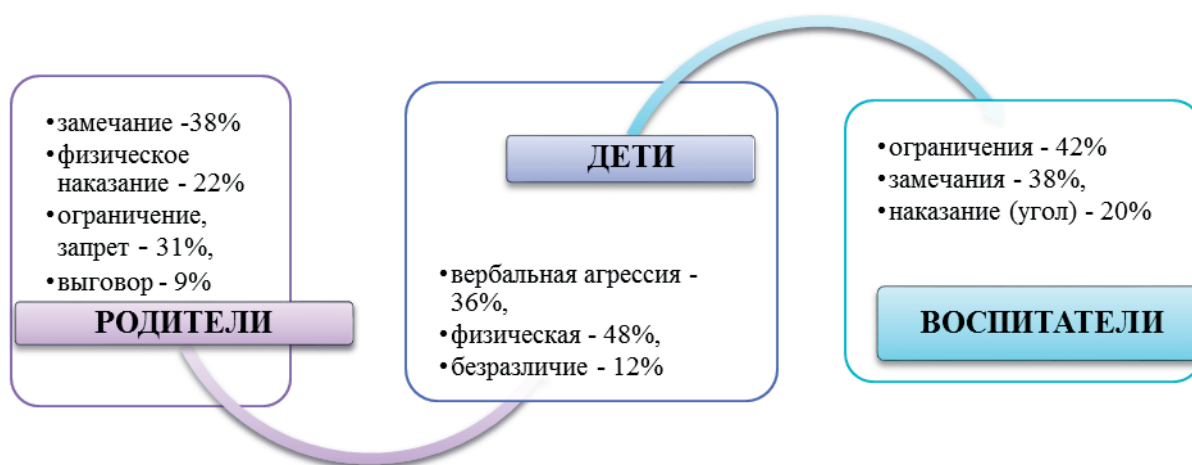 •замечание -38%
•физическое
наказание - 22%
•ограничение,
запрет - 31%,
•выговор - 9%
РОДИТЕЛИ
ДЕТИ
•вербальная агрессия -
36%,
•физическая - 48%,
•безразличие - 12%
•ограничения - 42%
•замечания - 38%,
•наказание (угол) - 20%
ВОСПИТАТЕЛИ